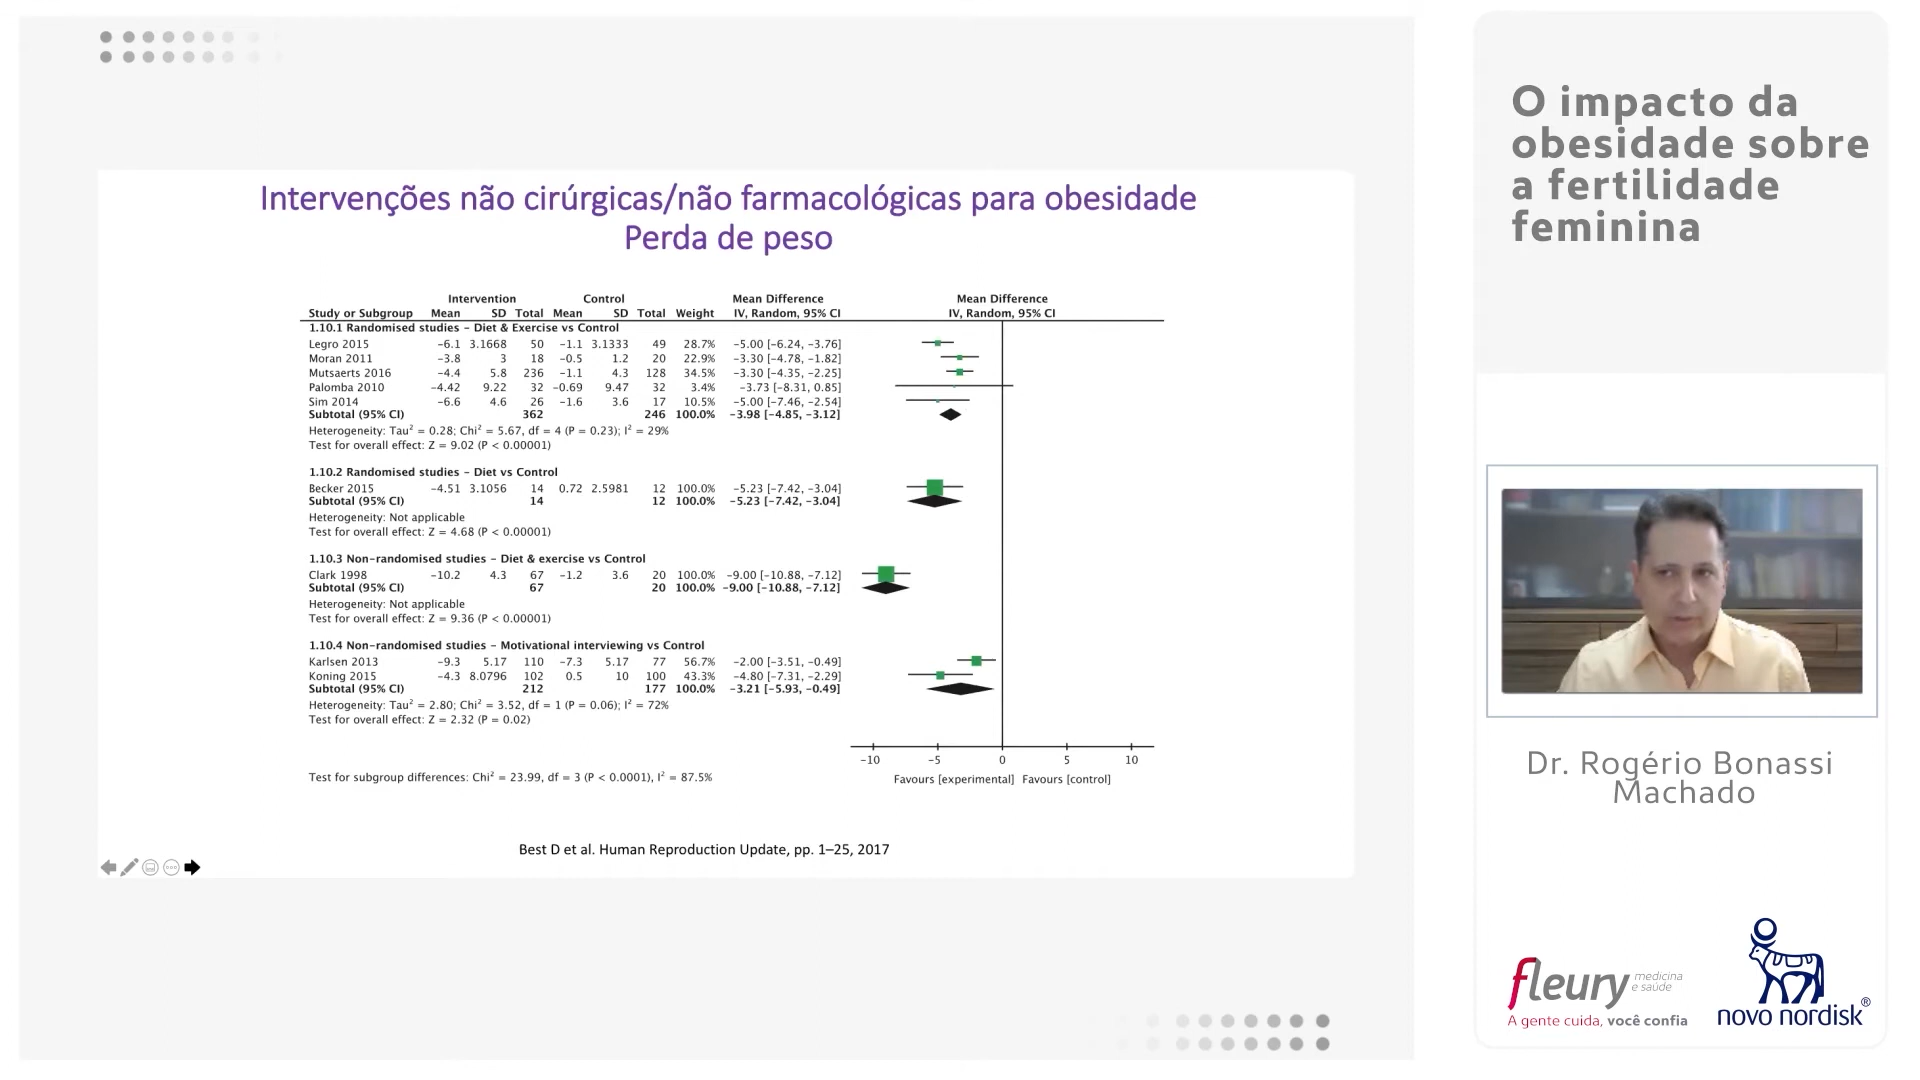 Intervenções não cirúrgicas/não farmacológicas para obesidade
Perda de peso
Intervention Control Mean Difference Mean Difference
Study or Subgroup Mean SD Total Mean SD Total Weight IV, Random, 95% CI IV, Random, 95% CI
1.10.1 Randomised studies – Diet & Exercise vs Control
Legro 2015 −6.1 3.1668 50 −1.1 3.1333 49 28.7% −5.00 [−6.24, −3.76]
Moran 2011 −3.8 3 18 −0.5 1.2 20 22.9% −3.30 [−4.78, −1.82]
Mutsaerts 2016 −4.4 5.8 236 −1.1 4.3 128 34.5% −3.30 [−4.35, −2.25]
Palomba 2010 −4.42 9.22 32 −0.69 9.47 32 3.4% −3.73 [−8.31, 0.85]
Sim 2014 −6.6 4.6 26 −1.6 3.6 17 10.5% −5.00 [−7.46, −2.54]
Subtotal (95% CI) 362 246 100.0% −3.98 [−4.85, −3.12]
Heterogeneity: Tau² = 0.28; Chi² = 5.67, df = 4 (P = 0.23); I² = 29%
Test for overall effect: Z = 9.02 (P < 0.00001)
1.10.2 Randomised studies – Diet vs Control
Becker 2015 −4.51 3.1056 14 0.72 2.5981 12 100.0% −5.23 [−7.42, −3.04]
Subtotal (95% CI) 14 12 100.0% −5.23 [−7.42, −3.04]
Heterogeneity: Not applicable
Test for overall effect: Z = 4.68 (P < 0.00001)
1.10.3 Non-randomised studies – Diet & exercise vs Control
Clark 1998 −10.2 4.3 67 −1.2 3.6 20 100.0% −9.00 [−10.88, −7.12]
Subtotal (95% CI) 67 20 100.0% −9.00 [−10.88, −7.12]
Heterogeneity: Not applicable
Test for overall effect: Z = 9.36 (P < 0.00001)
1.10.4 Non-randomised studies – Motivational interviewing vs Control
Karlsen 2013 −9.3 5.17 110 −7.3 5.17 77 56.7% −2.00 [−3.51, −0.49]
Koning 2015 −4.3 8.0796 102 0.5 10 100 43.3% −4.80 [−7.31, −2.29]
Subtotal (95% CI) 212 177 100.0% −3.21 [−5.93, −0.49]
Heterogeneity: Tau² = 2.80; Chi² = 3.52, df = 1 (P = 0.06); I² = 72%
Test for overall effect: Z = 2.32 (P = 0.02)
−10 −5 0 5 10
Favours [experimental] Favours [control]
Test for subgroup differences: Chi² = 23.99, df = 3 (P < 0.0001), I² = 87.5%
Best D et al. Human Reproduction Update, pp. 1–25, 2017
O impacto da
obesidade sobre
a fertilidade
feminina
Dr. Rogério Bonassi
Machado
fleury medicina
e saúde
A gente cuida, você confia
novo nordisk®